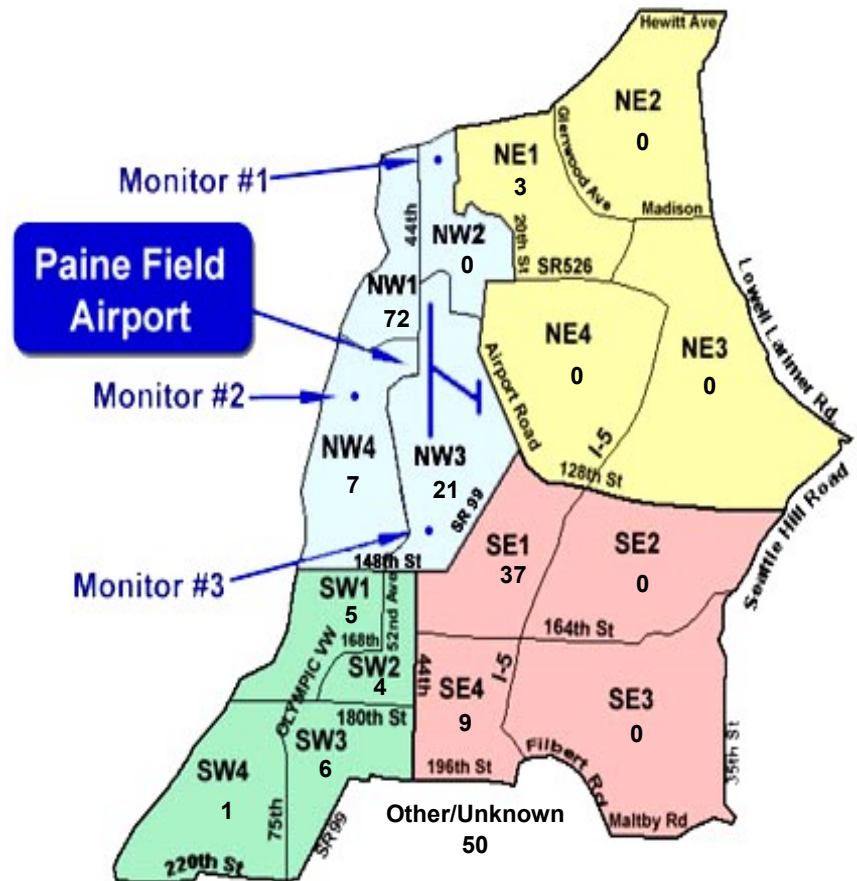 Hewitt Ave
NE2
0
Glenwood Ave
NE1
3
Monitor #1
Madison
44th
NW2
0
20th St
SR526
Paine Field
Airport
NW1
72
Lowell Larimer Rd.
NE4
0
NE3
0
Airport Road
Monitor #2
I-5
NW4
7
NW3
21
128th St
SR 99
Seattle Hill Road
SE1
37
SE2
0
148th St
Monitor #3
SW1
5
52nd Ave
168th
164th St
OLYMPIC VW
SW2
4
44th
I-5
SE4
9
SE3
0
180th St
SW3
6
SW4
1
75th
196th St
Filbert Rd
35th St
Other/Unknown
50
Maltby Rd
SR 99
220th St